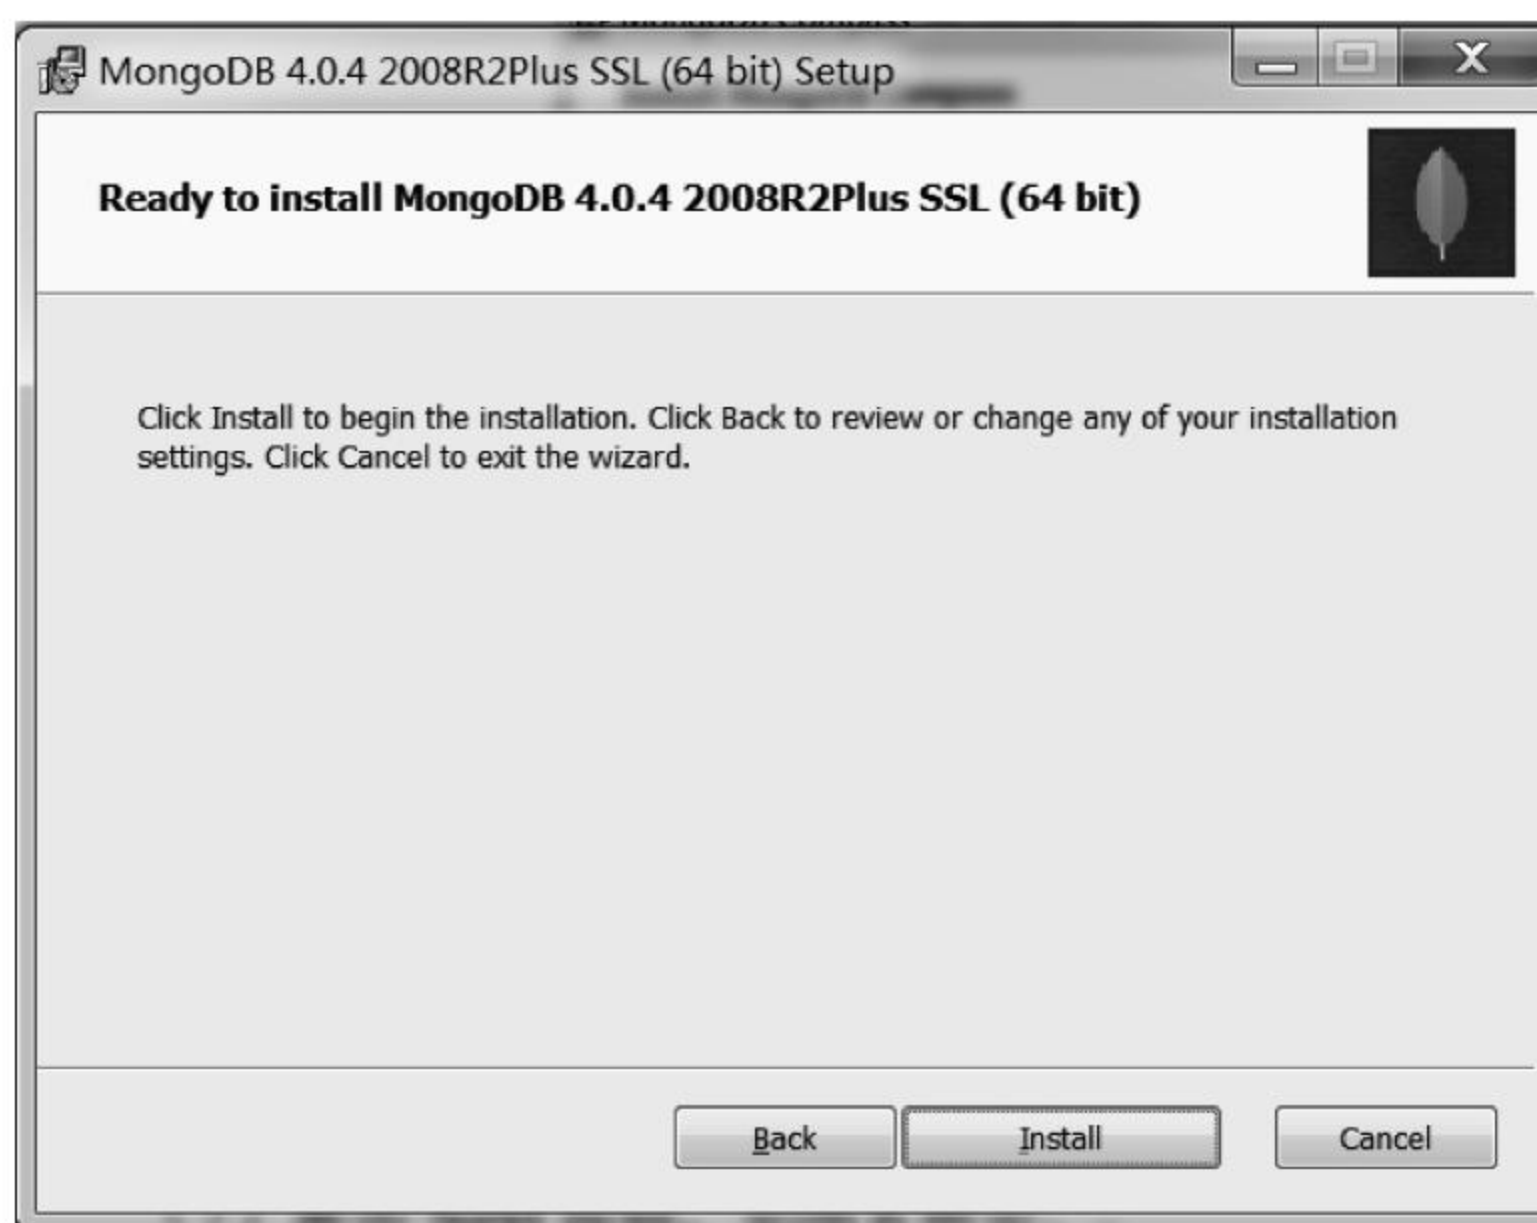 MongoDB 4.0.4 2008R2Plus SSL (64 bit) Setup
Ready to install MongoDB 4.0.4 2008R2Plus SSL (64 bit)
Click Install to begin the installation. Click Back to review or change any of your installation
settings. Click Cancel to exit the wizard.
Back
Install
Cancel